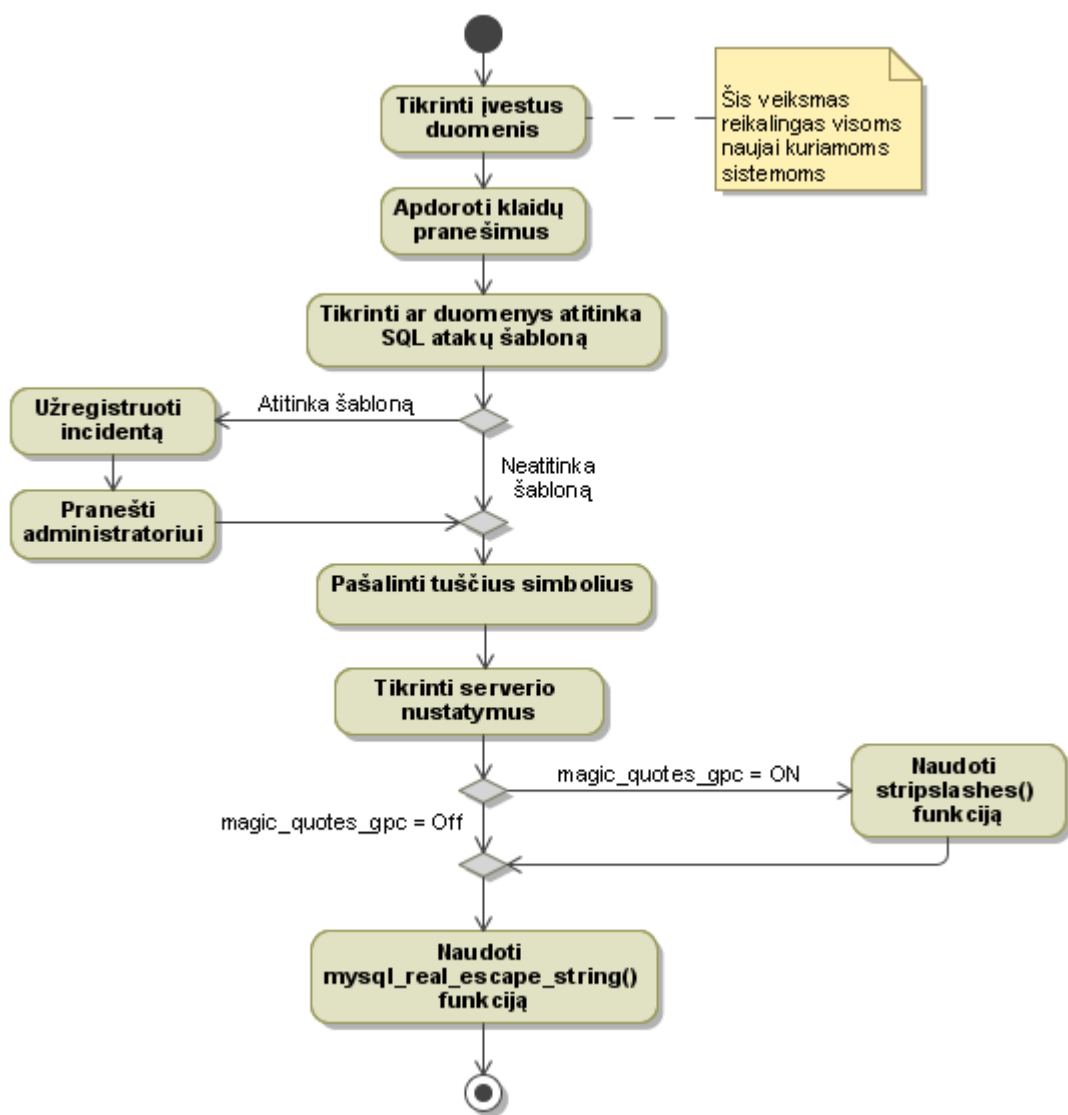 Tikrinti įvestus
duomenis
Šis veiksmas
reikalingas visoms
naujai kuriamoms
sistemoms
Apdoroti klaidų
pranešimus
Tikrinti ar duomenys atitinka
SQL atakų šabloną
Atitinka šabloną
Užregistruoti
incidentą
Neatitinka
šabloną
Pranešti
administratoriui
Pašalinti tuščius simbolius
Tikrinti serverio
nustatymus
magic_quotes_gpc = ON
Naudoti
stripslashes()
funkciją
magic_quotes_gpc = Off
Naudoti
mysql_real_escape_string()
funkciją